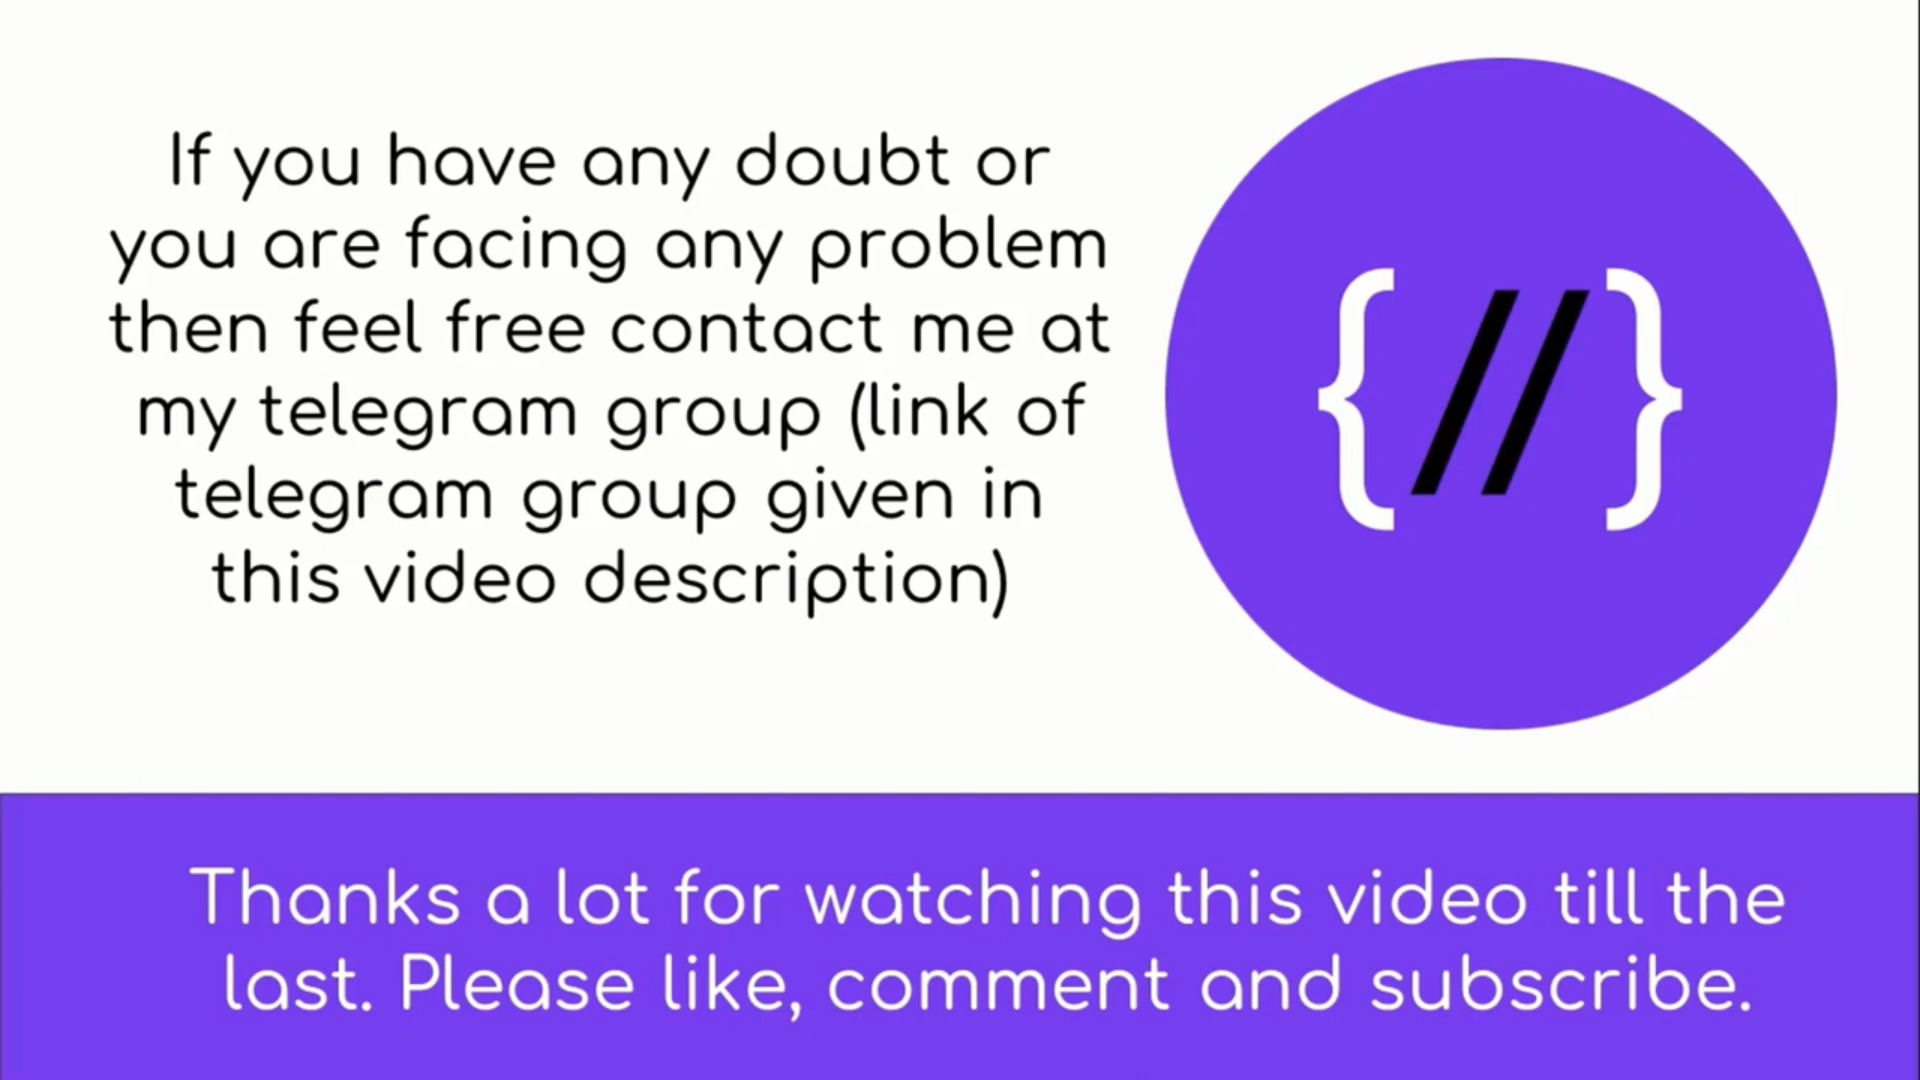 If you have any doubt or
you are facing any problem
then feel free contact me at
my telegram group (link of
telegram group given in
this video description)
{//}
Thanks a lot for watching this video till the
last. Please like, comment and subscribe.